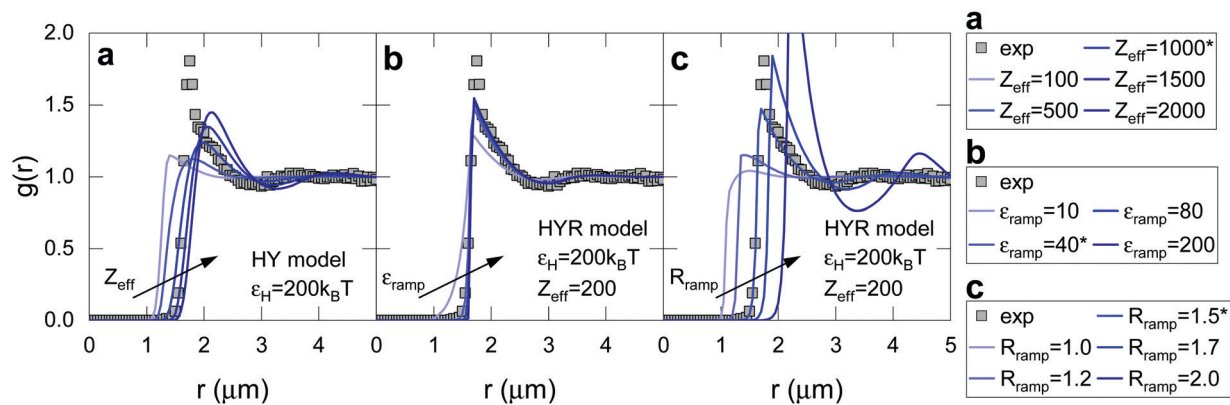 2.0
1.5
1.0
0.5
0.0
g(r)
a
Z_eff
HY model
ε_H=200k_BT
0 1 2 3 4
r (μm)
b
ε_ramp
HYR model
ε_H=200k_BT
Z_eff=200
0 1 2 3 4
r (μm)
c
R_ramp
HYR model
ε_H=200k_BT
Z_eff=200
0 1 2 3 4 5
r (μm)
a
exp Z_eff=1000*
Z_eff=100 Z_eff=1500
Z_eff=500 Z_eff=2000
b
exp
ε_ramp=10 ε_ramp=80
ε_ramp=40* ε_ramp=200
c
exp R_ramp=1.5*
R_ramp=1.0 R_ramp=1.7
R_ramp=1.2 R_ramp=2.0